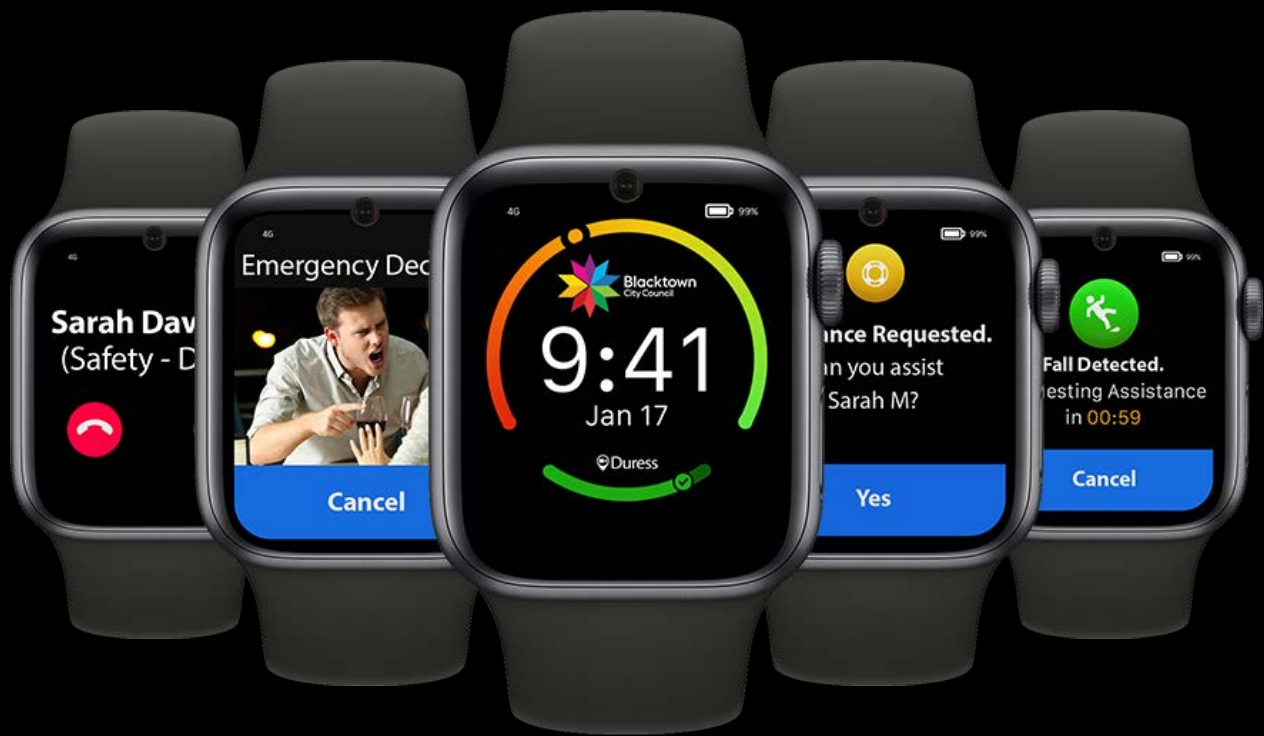 4G
Sarah Dav
(Safety - D
4G
Emergency Dec
Cancel
4G
99%
Blacktown
City Council
9:41
Jan 17
Duress
99%
nce Requested.
an you assist
Sarah M?
Yes
99%
Fall Detected.
esting Assistance
in 00:59
Cancel